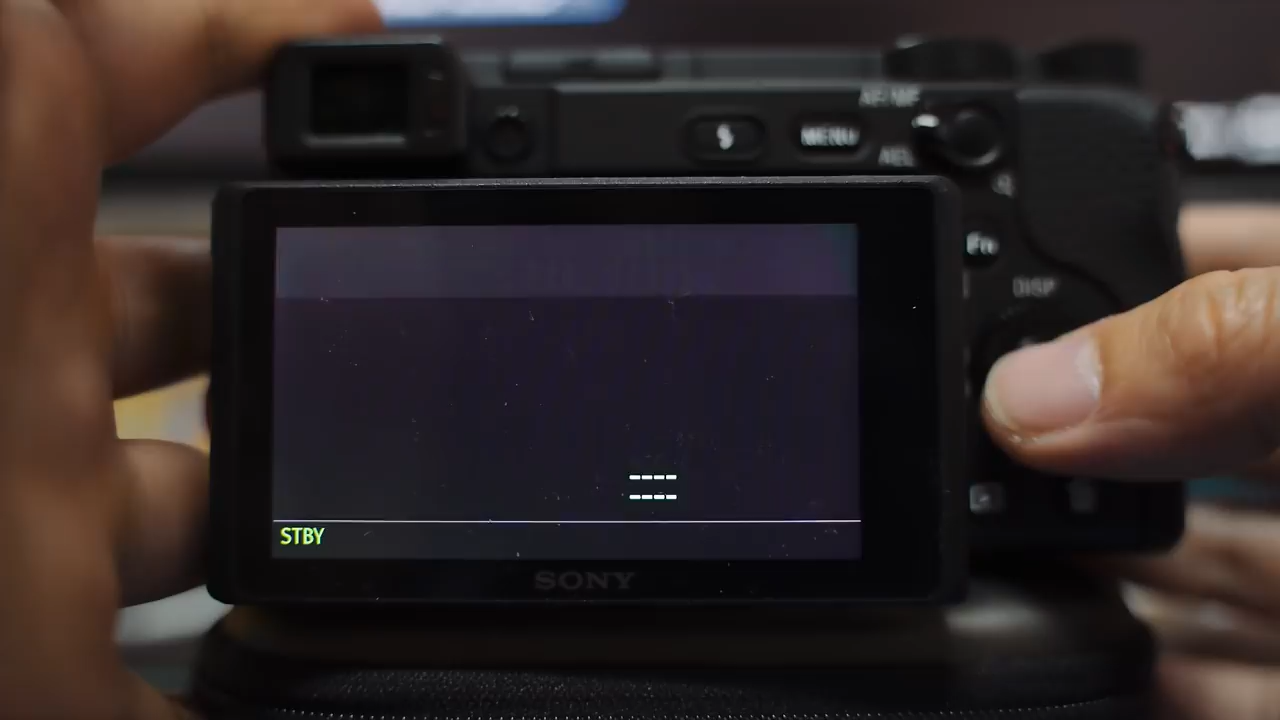 AF/MF
MENU
AEL
Fn
DISP
----
----
STBY
SONY